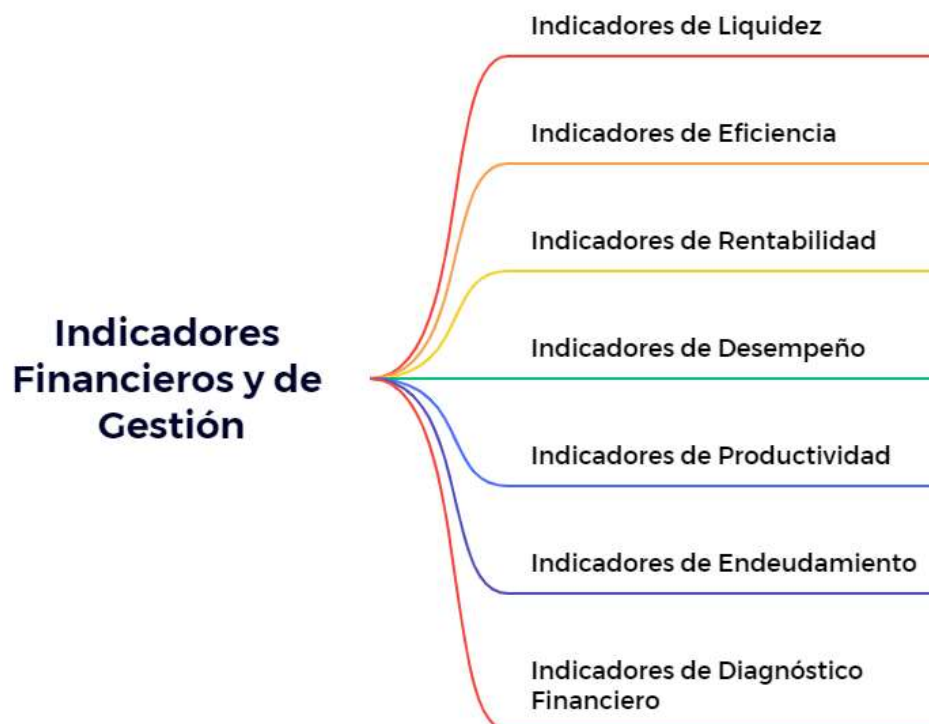 Indicadores
Financieros y de
Gestión
Indicadores de Liquidez
Indicadores de Eficiencia
Indicadores de Rentabilidad
Indicadores de Desempeño
Indicadores de Productividad
Indicadores de Endeudamiento
Indicadores de Diagnóstico
Financiero